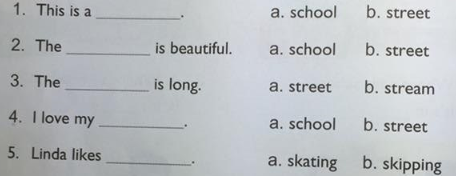 1. This is a __________. a. school b. street
2. The __________ is beautiful. a. school b. street
3. The __________ is long. a. street b. stream
4. I love my __________. a. school b. street
5. Linda likes __________. a. skating b. skipping